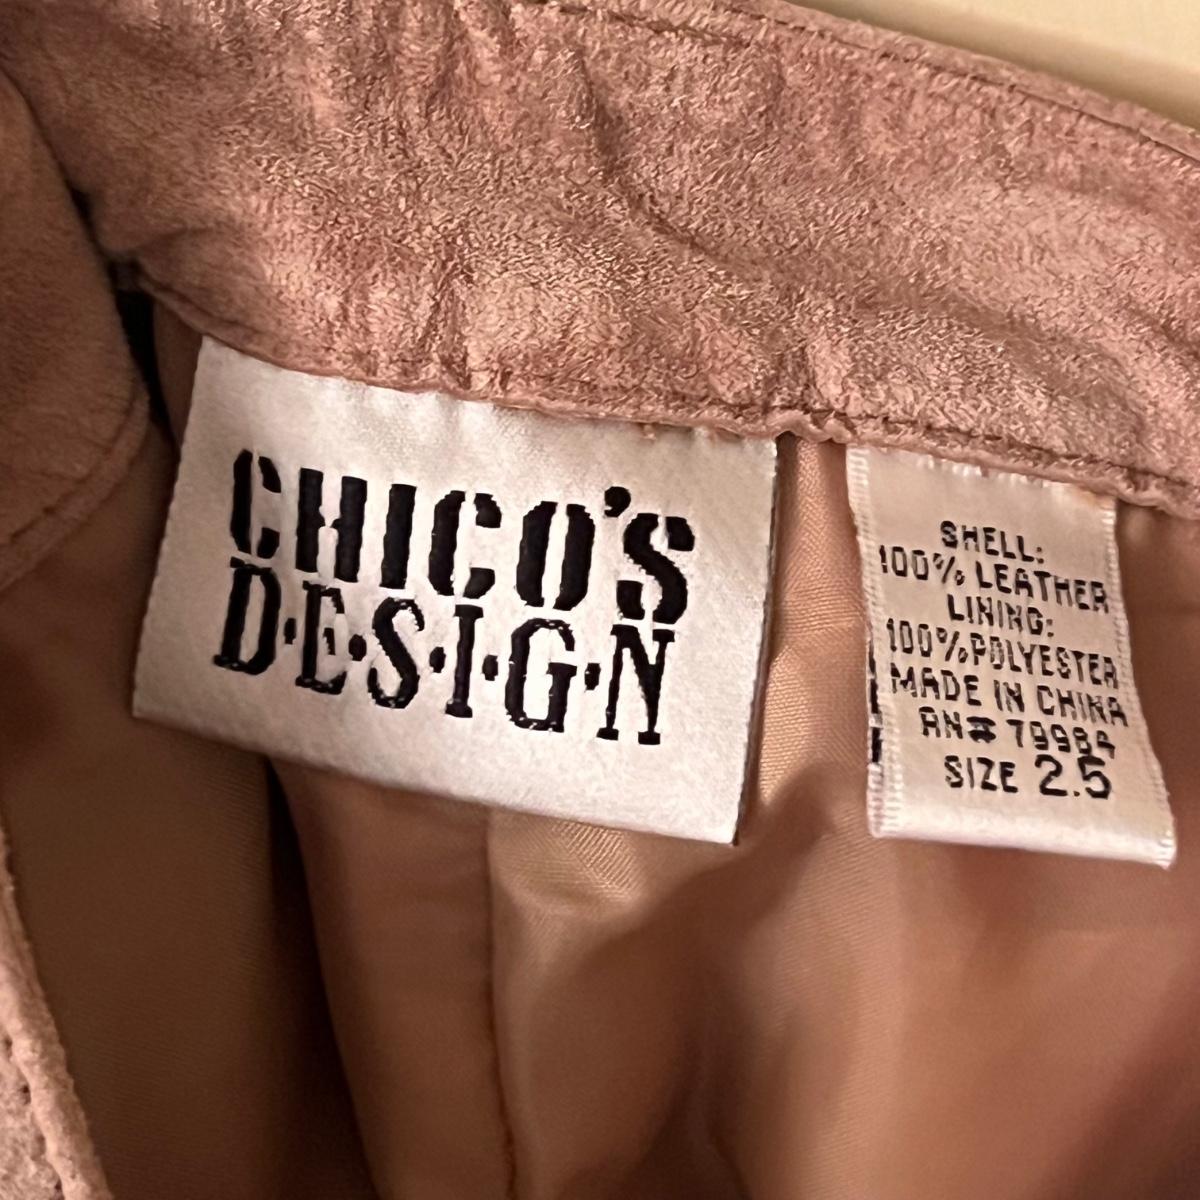 CHICO'S
D·E·S·I·G·N
SHELL:
100% LEATHER
LINING:
100%POLYESTER
MADE IN CHINA
RN# 79984
SIZE 2.5